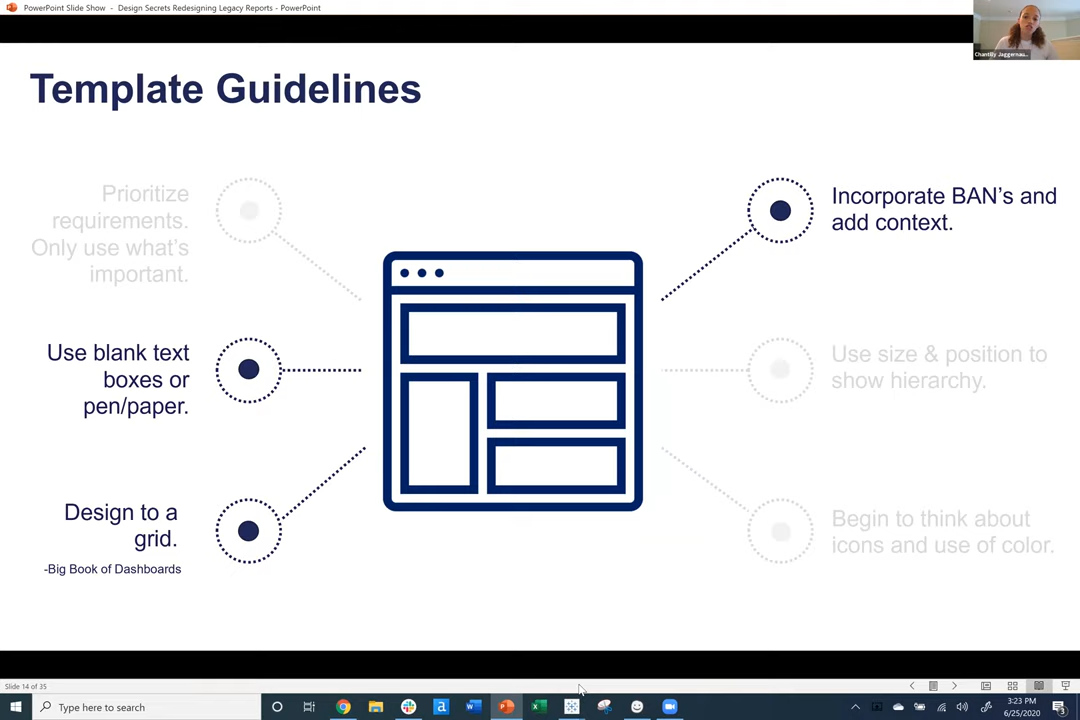 PowerPoint Slide Show - Design Secrets Redesigning Legacy Reports - PowerPoint
Chantilly Jaggernau...
Template Guidelines
Prioritize
requirements.
Only use what's
important.
Use blank text
boxes or
pen/paper.
Design to a
grid.
-Big Book of Dashboards
Incorporate BAN's and
add context.
Use size & position to
show hierarchy.
Begin to think about
icons and use of color.
Slide 14 of 35
Type here to search
3:23 PM
6/25/2020
3